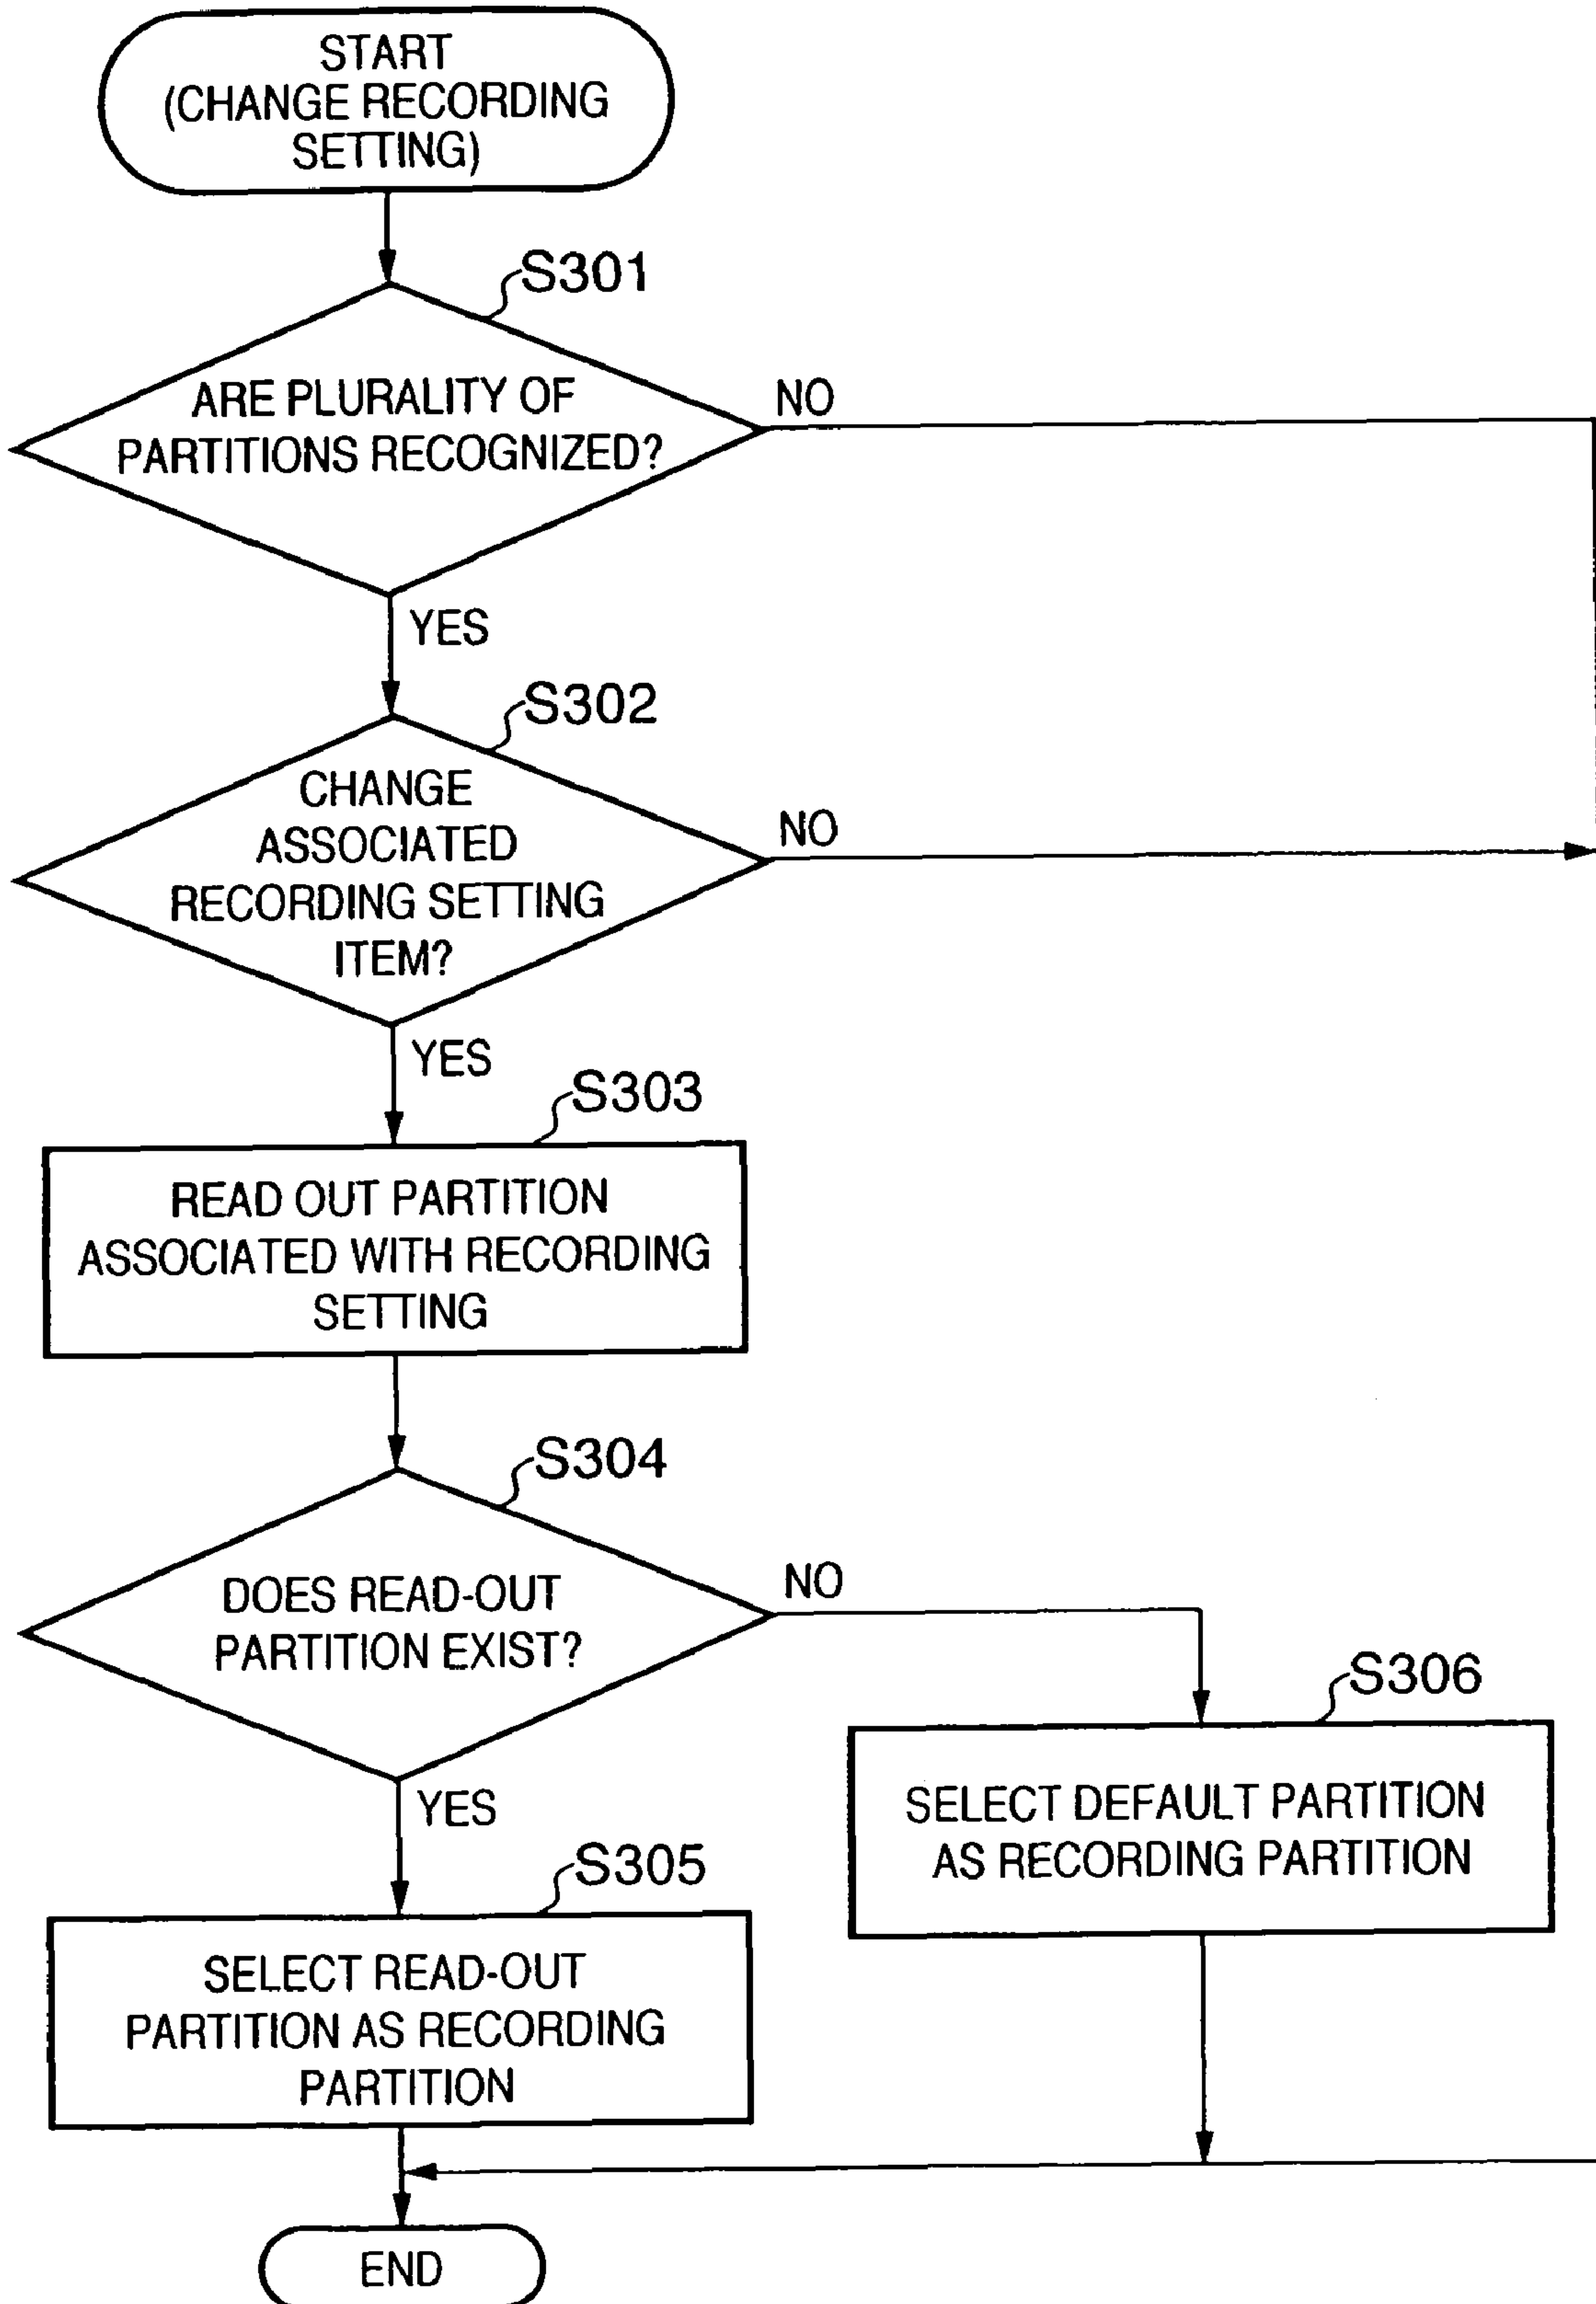 START
(CHANGE RECORDING
SETTING)
S301
ARE PLURALITY OF
PARTITIONS RECOGNIZED?
NO
YES
S302
CHANGE
ASSOCIATED
RECORDING SETTING
ITEM?
NO
YES
S303
READ OUT PARTITION
ASSOCIATED WITH RECORDING
SETTING
S304
DOES READ-OUT
PARTITION EXIST?
NO
YES
S306
SELECT DEFAULT PARTITION
AS RECORDING PARTITION
S305
SELECT READ-OUT
PARTITION AS RECORDING
PARTITION
END